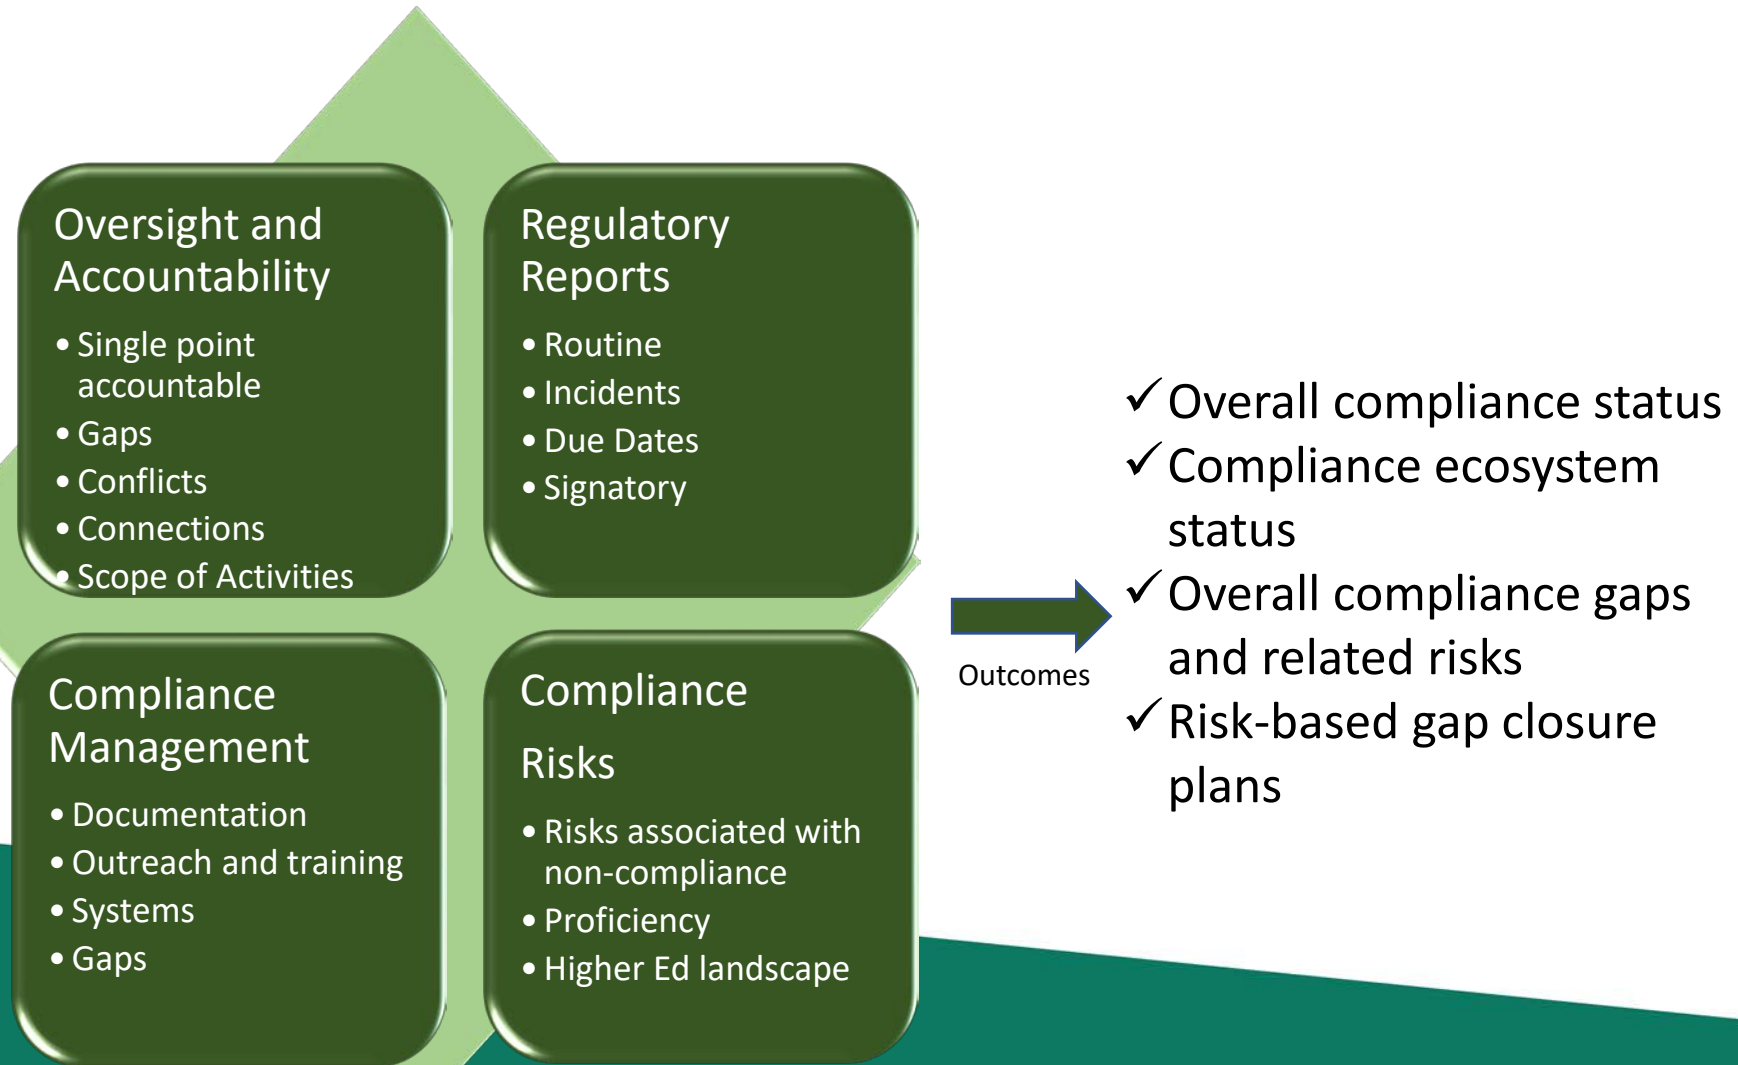 Oversight and
Accountability
• Single point
accountable
• Gaps
• Conflicts
• Connections
• Scope of Activities
Regulatory
Reports
• Routine
• Incidents
• Due Dates
• Signatory
Compliance
Management
• Documentation
• Outreach and training
• Systems
• Gaps
Compliance
Risks
• Risks associated with
non-compliance
• Proficiency
• Higher Ed landscape
Outcomes
✓ Overall compliance status
✓ Compliance ecosystem
status
✓ Overall compliance gaps
and related risks
✓ Risk-based gap closure
plans